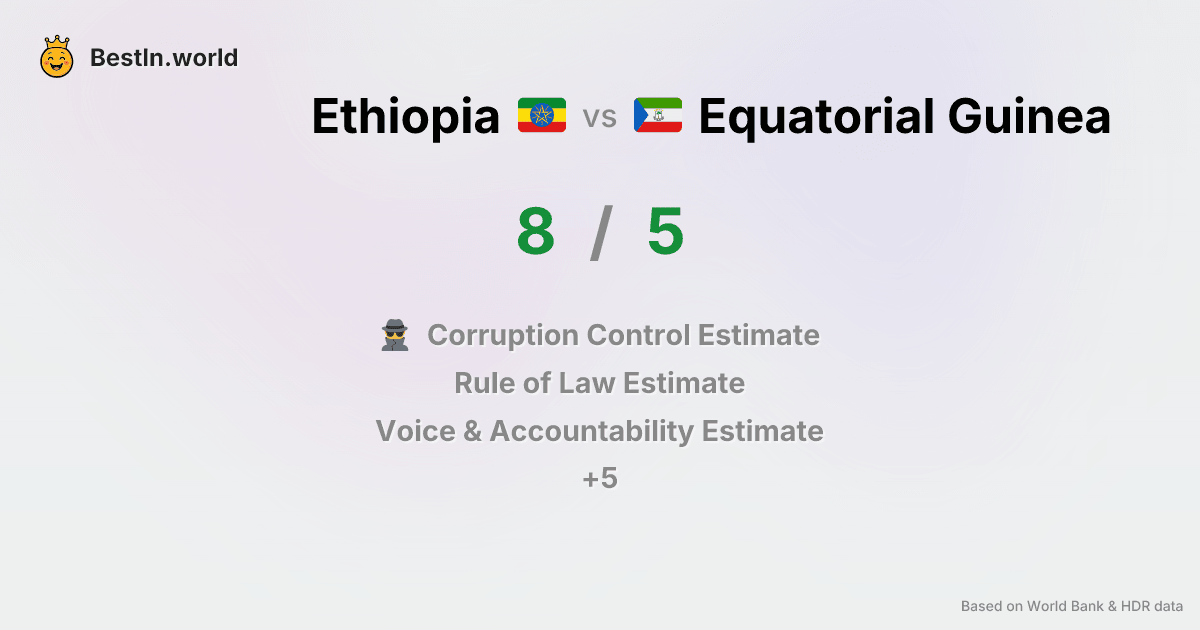 BestIn.world
Ethiopia vs Equatorial Guinea
8 / 5
Corruption Control Estimate
Rule of Law Estimate
Voice & Accountability Estimate
+5
Based on World Bank & HDR data